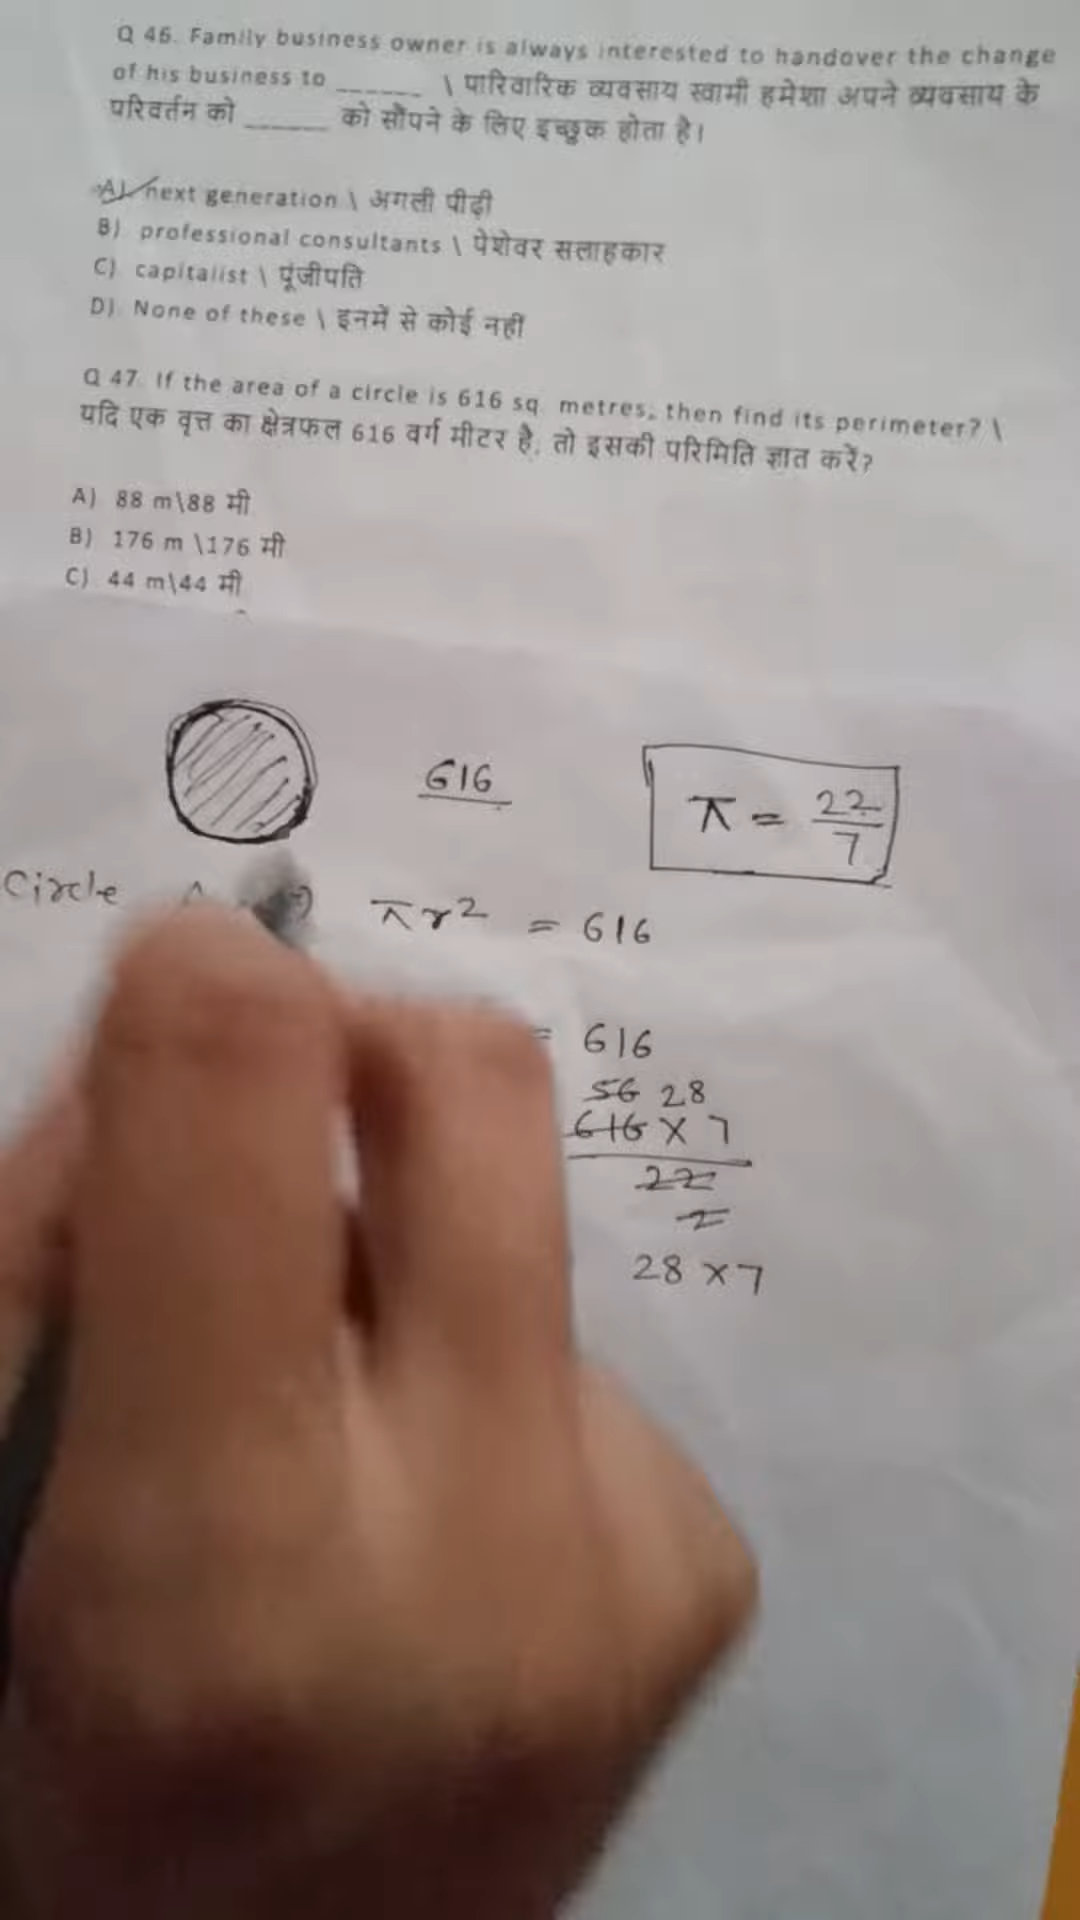 Q 46. Family business owner is always interested to handover the change
of his business to ______ \ पारिवारिक व्यवसाय स्वामी हमेशा अपने व्यवसाय के
परिवर्तन को ______ को सौंपने के लिए इच्छुक होता है।
A) next generation \ अगली पीढ़ी
B) professional consultants \ पेशेवर सलाहकार
C) capitalist \ पूंजीपति
D) None of these \ इनमें से कोई नहीं
Q 47. If the area of a circle is 616 sq. metres, then find its perimeter? \
यदि एक वृत्त का क्षेत्रफल 616 वर्ग मीटर है, तो इसकी परिमिति ज्ञात करें?
A) 88 m\88 मी
B) 176 m \176 मी
C) 44 m\44 मी
616
π = 22/7
Circle πr² = 616
= 616
56 28
616 × 7
22
2
28 × 7